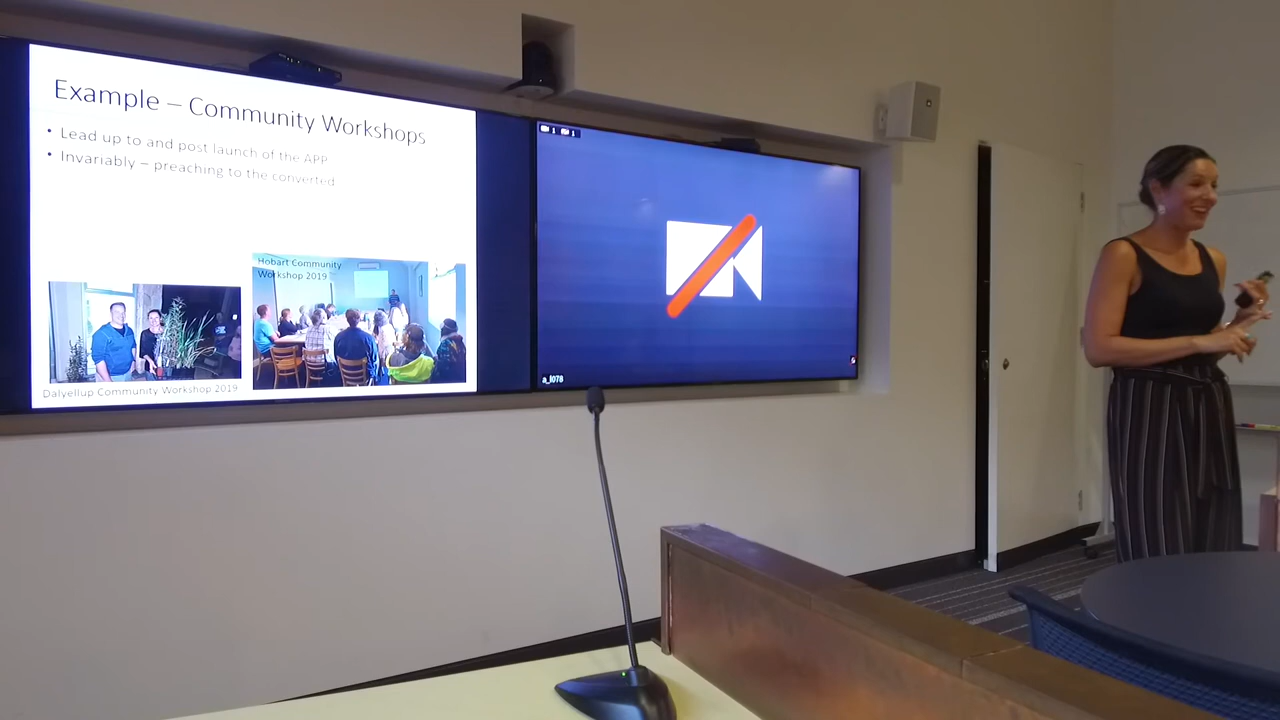 Example – Community Workshops
• Lead up to and post launch of the APP
• Invariably – preaching to the converted
Hobart Community
Workshop 2019
Dalyellup Community Workshop 2019
a_l078